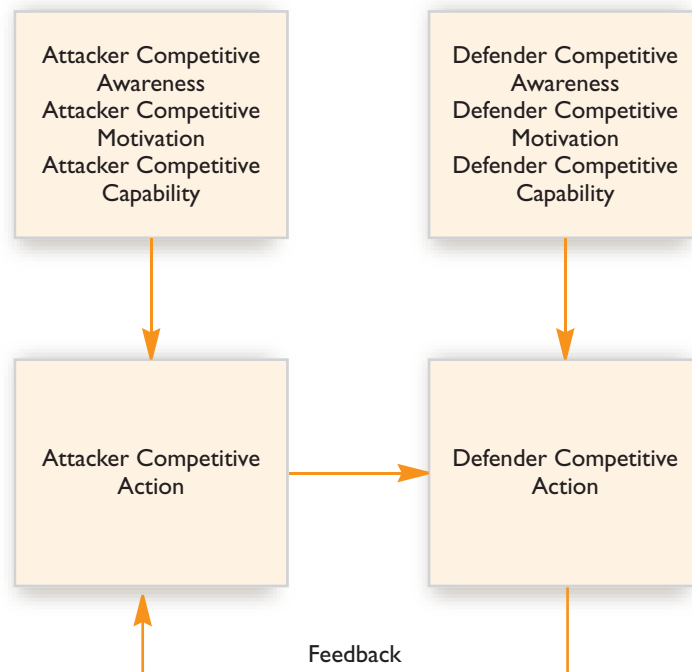 Attacker Competitive
Awareness
Attacker Competitive
Motivation
Attacker Competitive
Capability
Defender Competitive
Awareness
Defender Competitive
Motivation
Defender Competitive
Capability
Attacker Competitive
Action
Defender Competitive
Action
Feedback